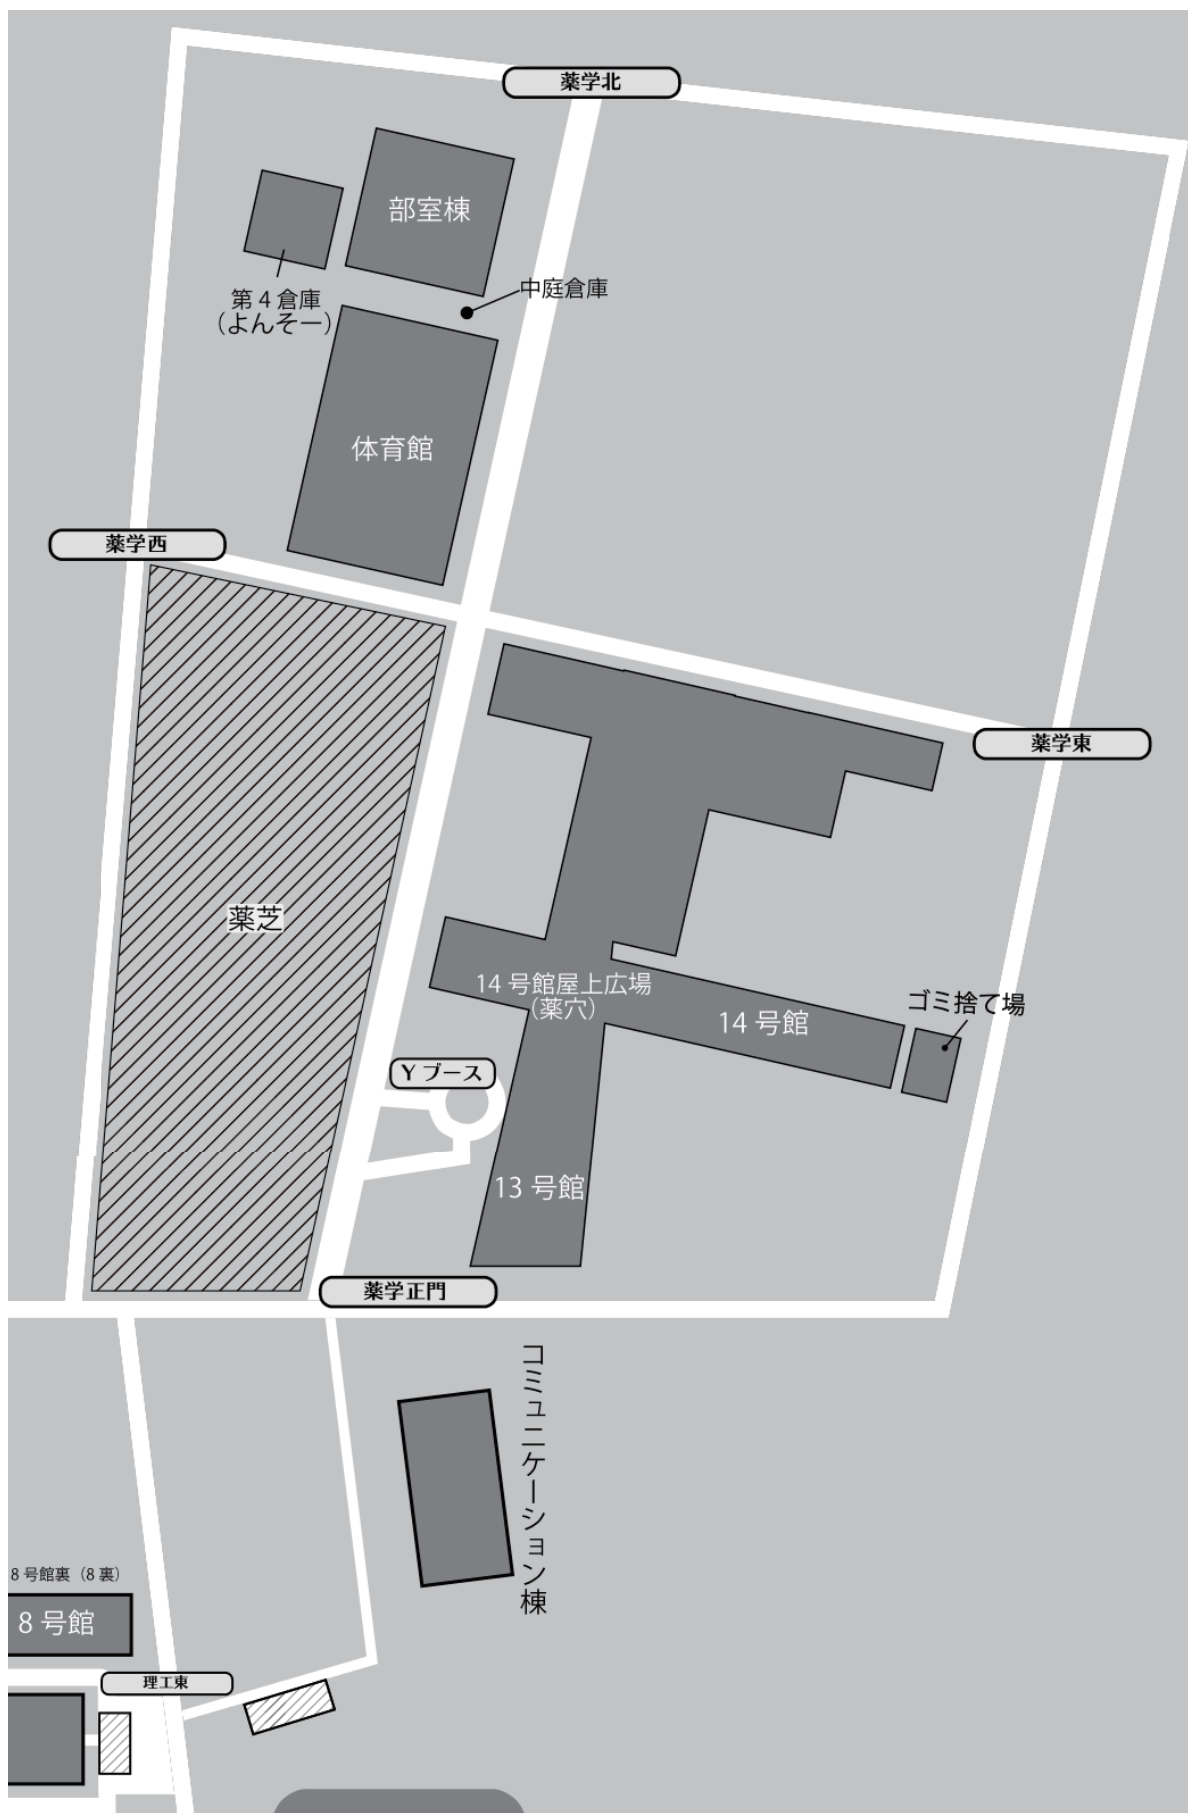 薬学北
部室棟
中庭倉庫
第4倉庫
（よんそー）
体育館
薬学西
薬学東
薬芝
14 号館屋上広場
（薬穴）
14 号館
ゴミ捨て場
Y ブース
13 号館
薬学正門
コミュニケーション棟
8 号館裏（8 裏）
8 号館
理工東